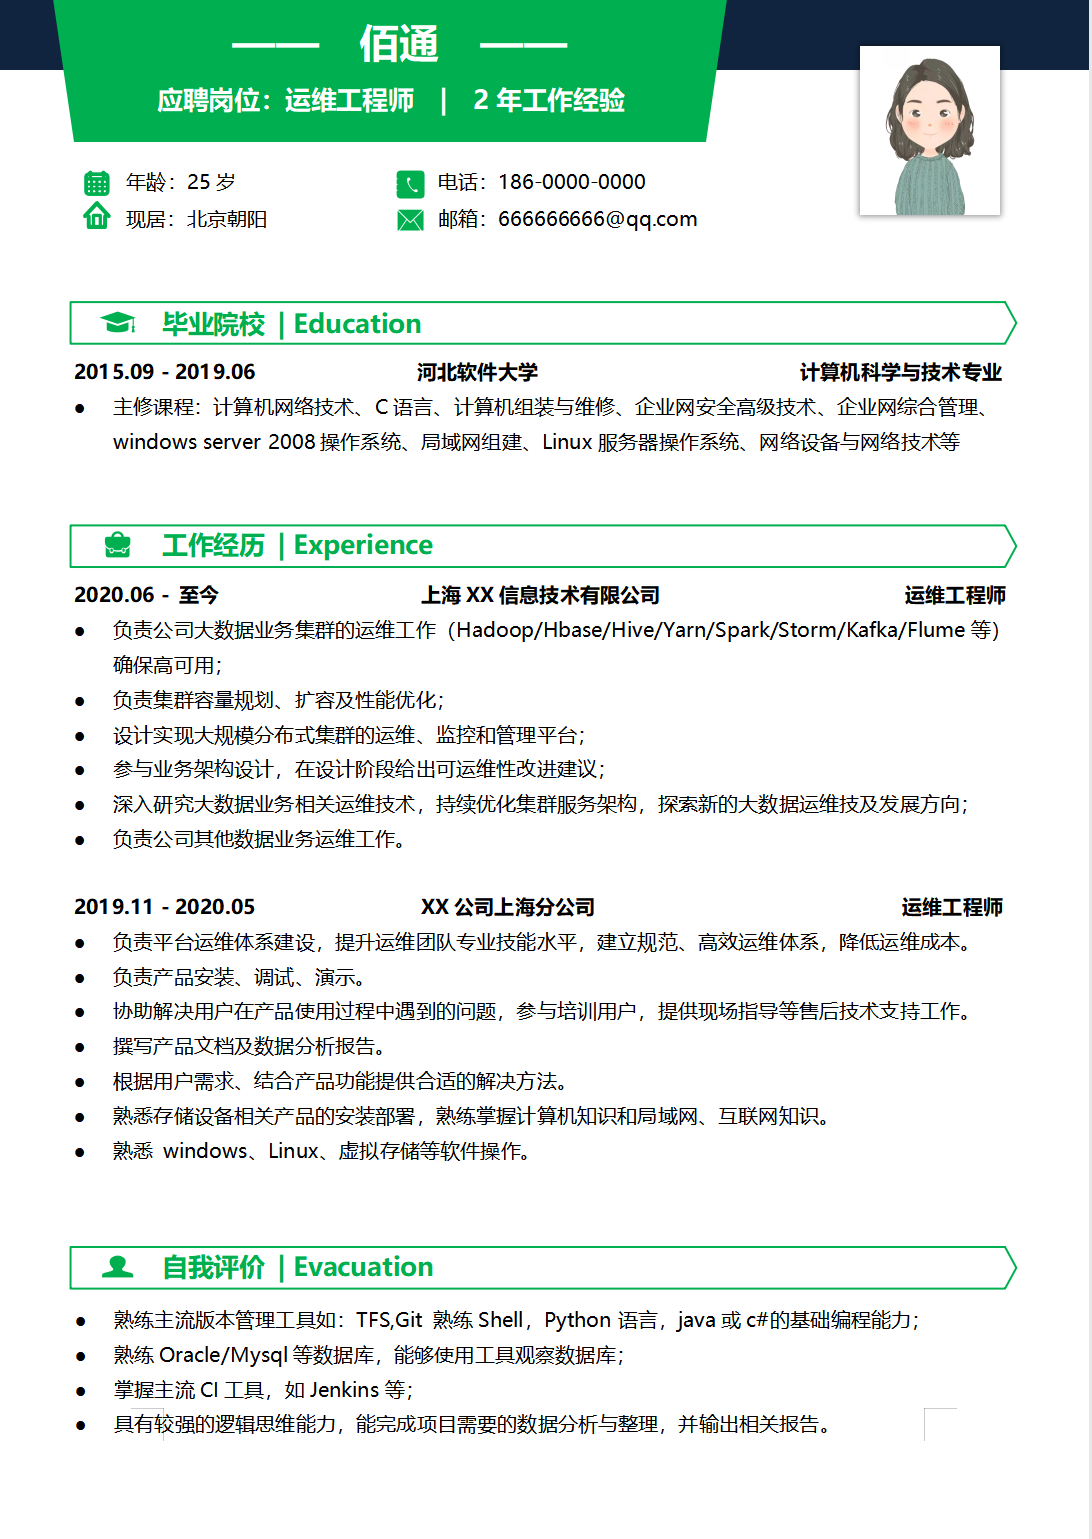 —— 佰通 ——
应聘岗位：运维工程师 | 2 年工作经验
年龄：25 岁
电话：186-0000-0000
现居：北京朝阳
邮箱：666666666@qq.com
毕业院校 | Education
2015.09 - 2019.06 河北软件大学 计算机科学与技术专业
● 主修课程：计算机网络技术、C 语言、计算机组装与维修、企业网安全高级技术、企业网综合管理、
windows server 2008 操作系统、局域网组建、Linux 服务器操作系统、网络设备与网络技术等
工作经历 | Experience
2020.06 - 至今 上海 XX 信息技术有限公司 运维工程师
● 负责公司大数据业务集群的运维工作（Hadoop/Hbase/Hive/Yarn/Spark/Storm/Kafka/Flume 等）
确保高可用；
● 负责集群容量规划、扩容及性能优化；
● 设计实现大规模分布式集群的运维、监控和管理平台；
● 参与业务架构设计，在设计阶段给出可运维性改进建议；
● 深入研究大数据业务相关运维技术，持续优化集群服务架构，探索新的大数据运维技及发展方向；
● 负责公司其他数据业务运维工作。
2019.11 - 2020.05 XX 公司上海分公司 运维工程师
● 负责平台运维体系建设，提升运维团队专业技能水平，建立规范、高效运维体系，降低运维成本。
● 负责产品安装、调试、演示。
● 协助解决用户在产品使用过程中遇到的问题，参与培训用户，提供现场指导等售后技术支持工作。
● 撰写产品文档及数据分析报告。
● 根据用户需求、结合产品功能提供合适的解决方法。
● 熟悉存储设备相关产品的安装部署，熟练掌握计算机知识和局域网、互联网知识。
● 熟悉 windows、Linux、虚拟存储等软件操作。
自我评价 | Evacuation
● 熟练主流版本管理工具如：TFS,Git 熟练 Shell，Python 语言，java 或 c#的基础编程能力；
● 熟练 Oracle/Mysql 等数据库，能够使用工具观察数据库；
● 掌握主流 CI 工具，如 Jenkins 等；
● 具有较强的逻辑思维能力，能完成项目需要的数据分析与整理，并输出相关报告。